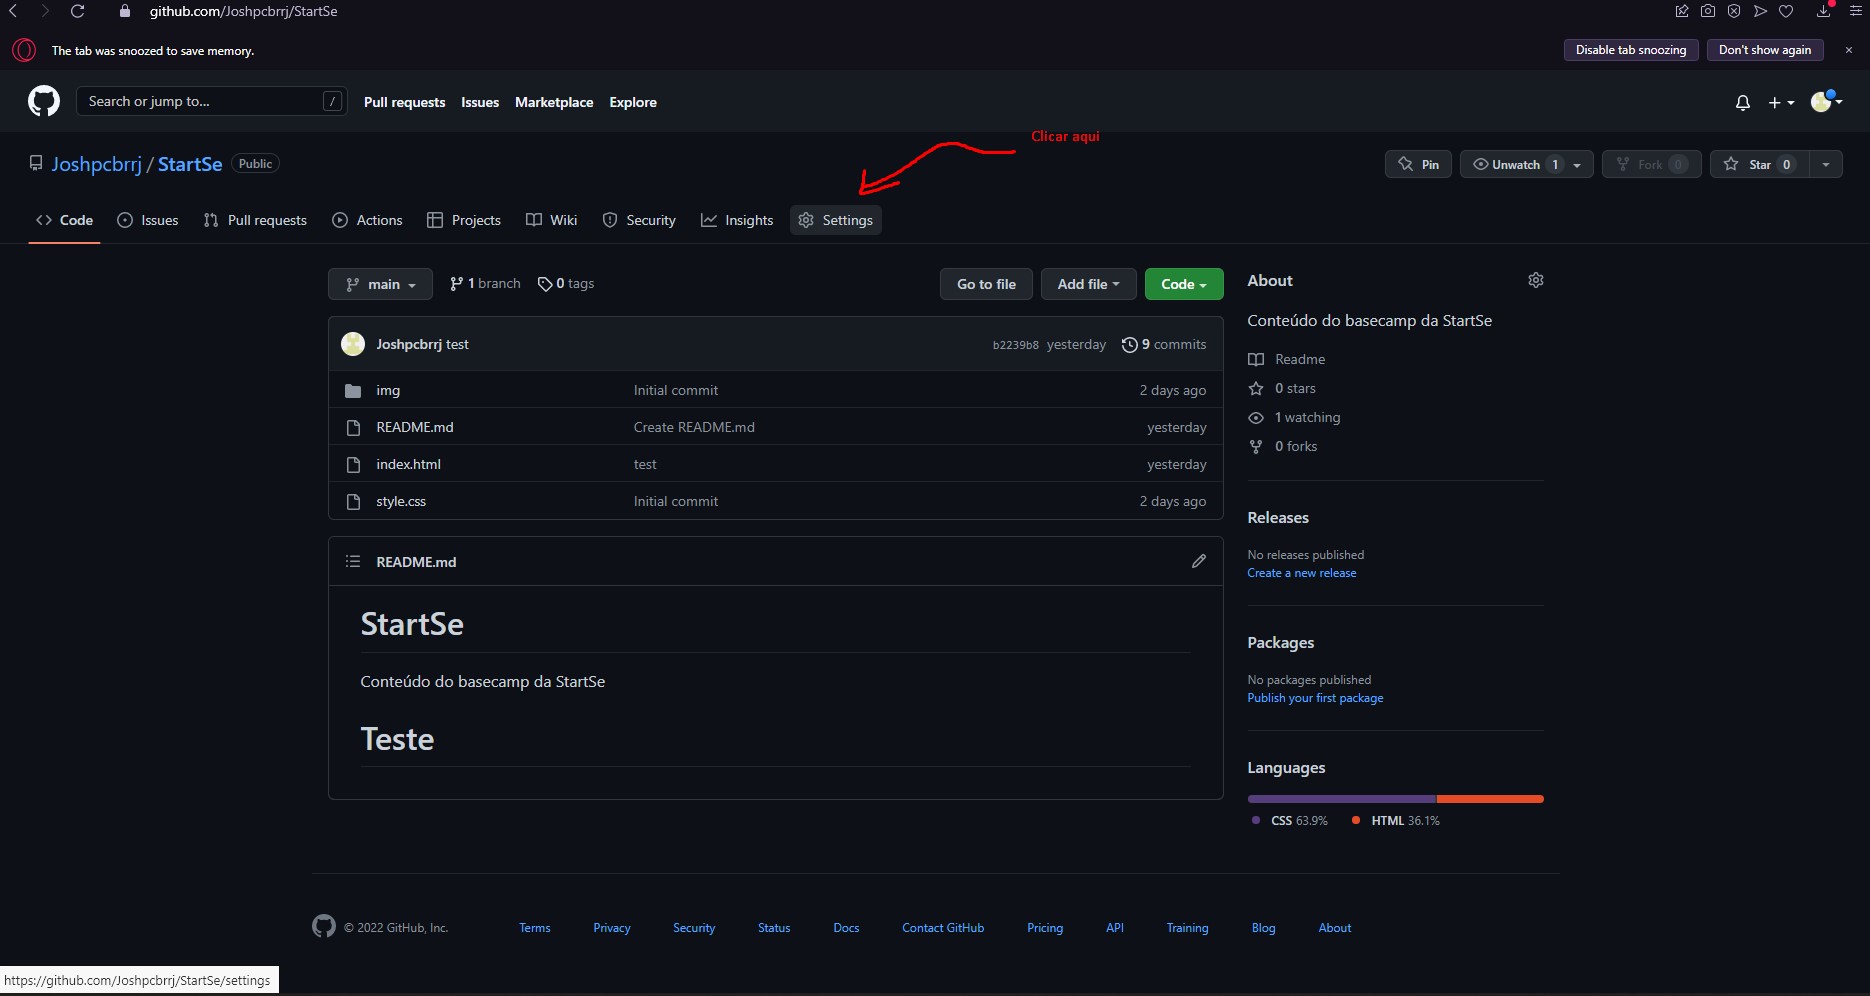 github.com/Joshpcbrrj/StartSe
The tab was snoozed to save memory.
Disable tab snoozing
Don't show again
Search or jump to...
/
Pull requests
Issues
Marketplace
Explore
Clicar aqui
Joshpcbrrj / StartSe
Public
Pin
Unwatch 1
Fork 0
Star 0
Code
Issues
Pull requests
Actions
Projects
Wiki
Security
Insights
Settings
main
1 branch
0 tags
Go to file
Add file
Code
Joshpcbrrj test
b2239b8 yesterday
9 commits
img
Initial commit
2 days ago
README.md
Create README.md
yesterday
index.html
test
yesterday
style.css
Initial commit
2 days ago
README.md
StartSe
Conteúdo do basecamp da StartSe
Teste
About
Conteúdo do basecamp da StartSe
Readme
0 stars
1 watching
0 forks
Releases
No releases published
Create a new release
Packages
No packages published
Publish your first package
Languages
CSS 63.9%
HTML 36.1%
© 2022 GitHub, Inc.
Terms
Privacy
Security
Status
Docs
Contact GitHub
Pricing
API
Training
Blog
About
https://github.com/Joshpcbrrj/StartSe/settings